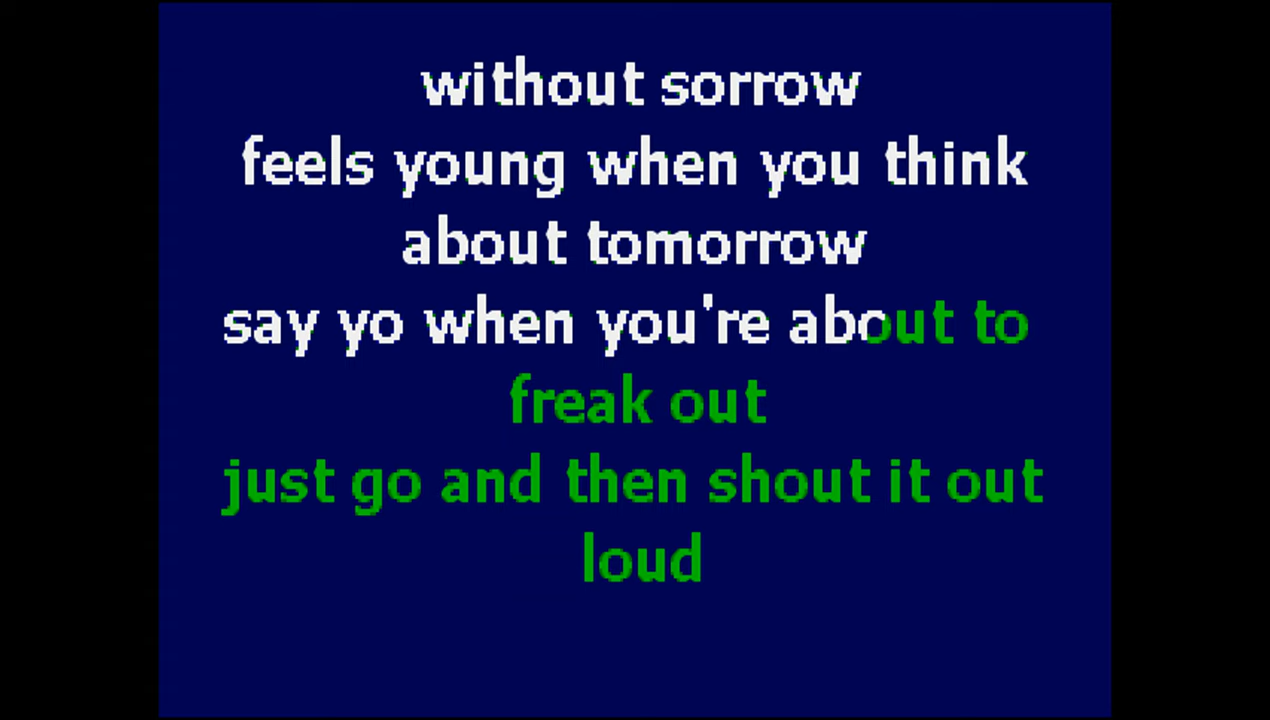 without sorrow
feels young when you think
about tomorrow
say yo when you're about to
freak out
just go and then shout it out
loud